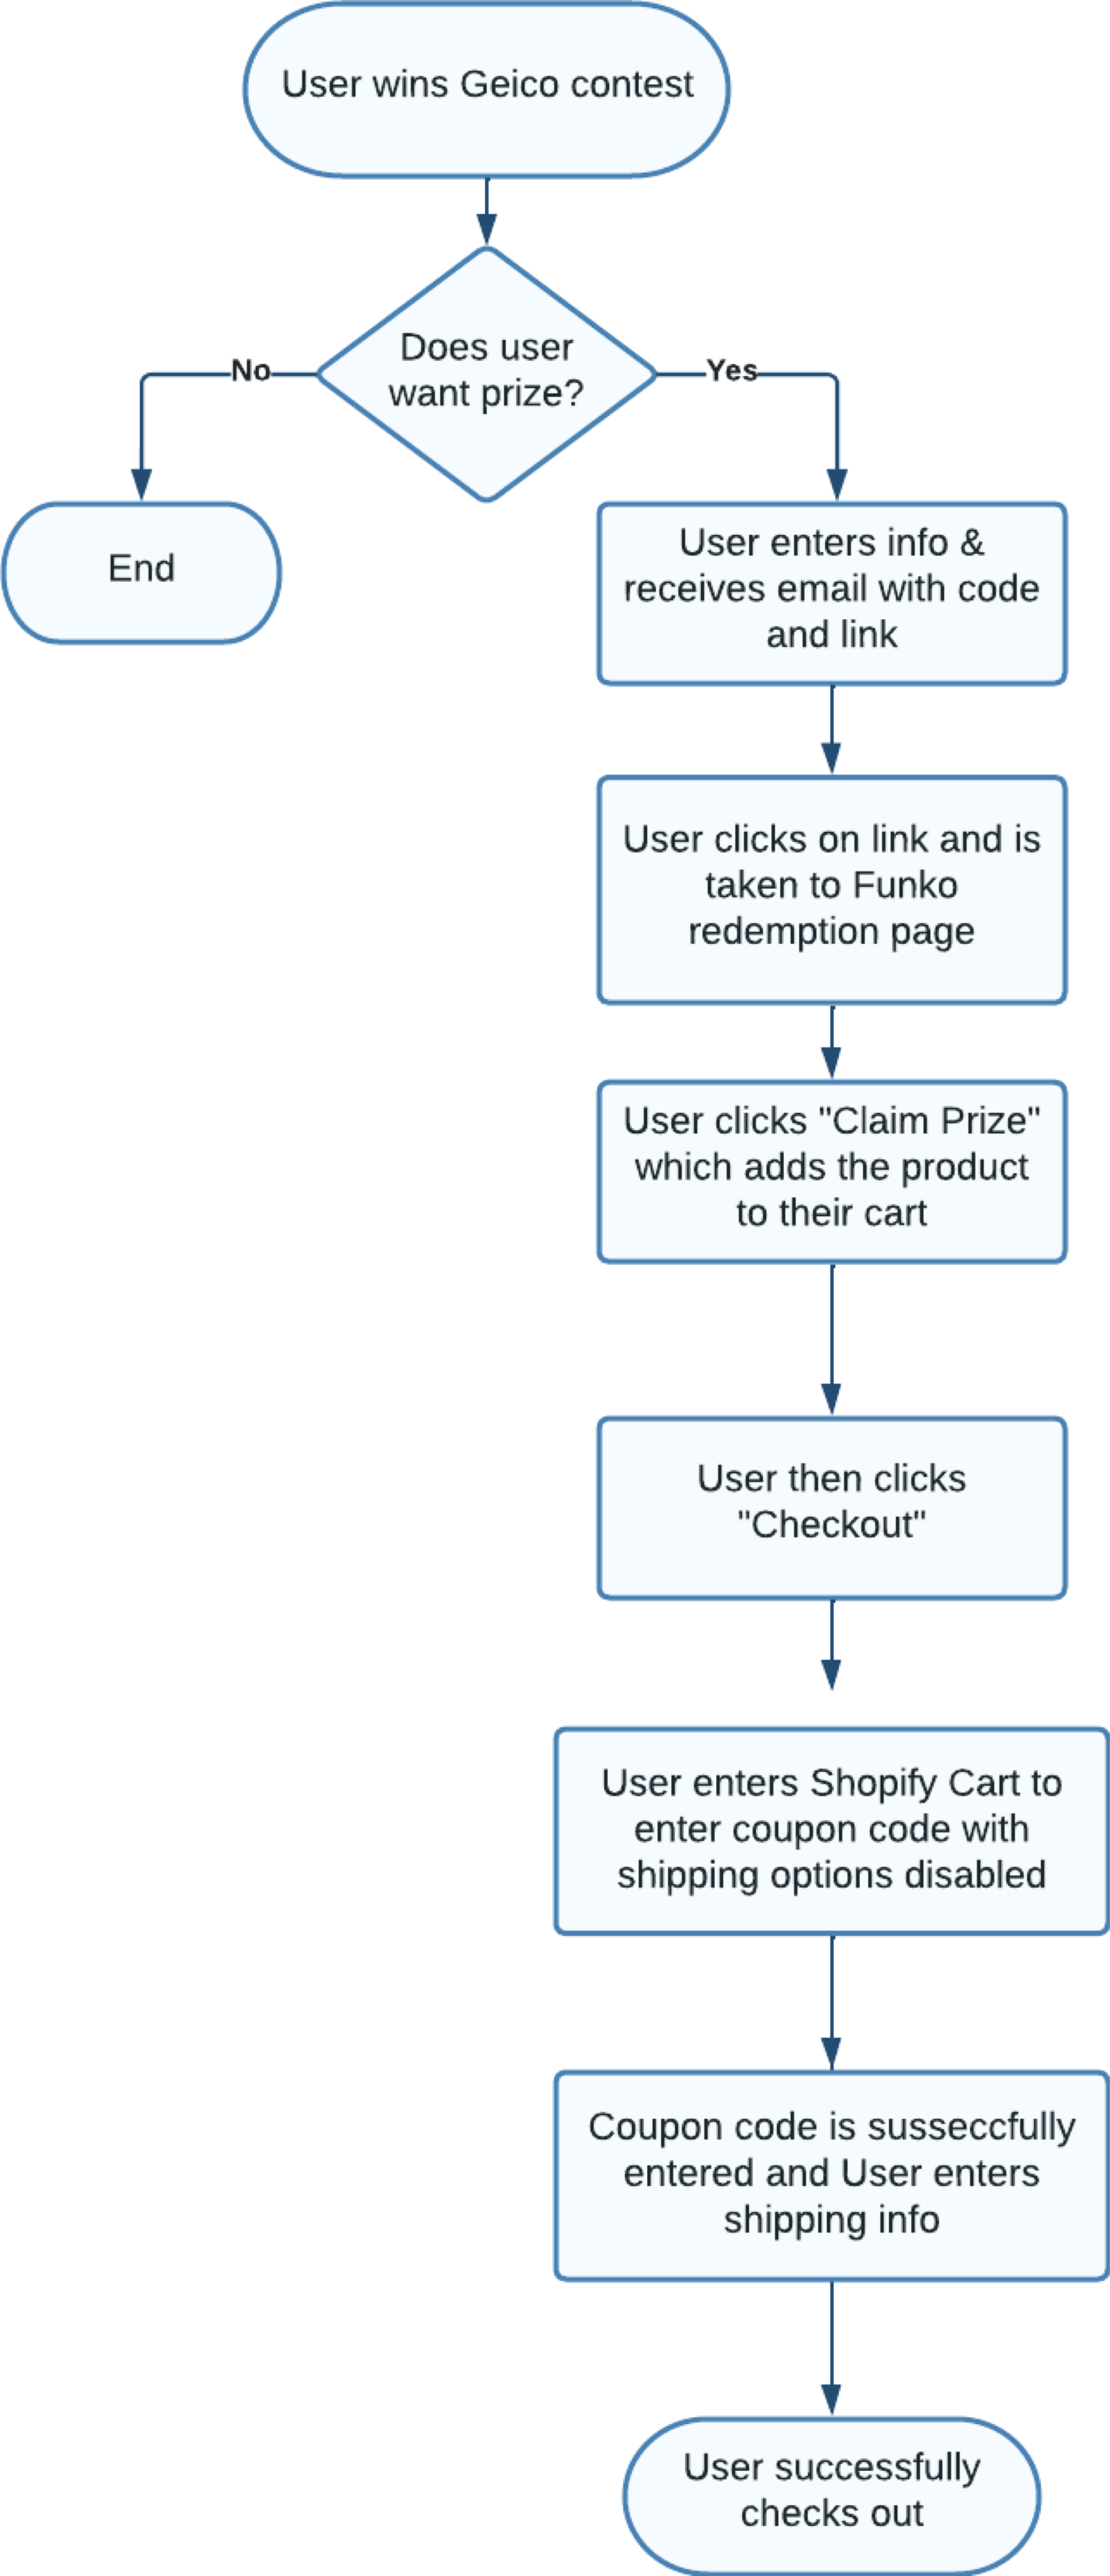 User wins Geico contest
Does user
want prize?
No
Yes
End
User enters info &
receives email with code
and link
User clicks on link and is
taken to Funko
redemption page
User clicks "Claim Prize"
which adds the product
to their cart
User then clicks
"Checkout"
User enters Shopify Cart to
enter coupon code with
shipping options disabled
Coupon code is susseccfully
entered and User enters
shipping info
User successfully
checks out